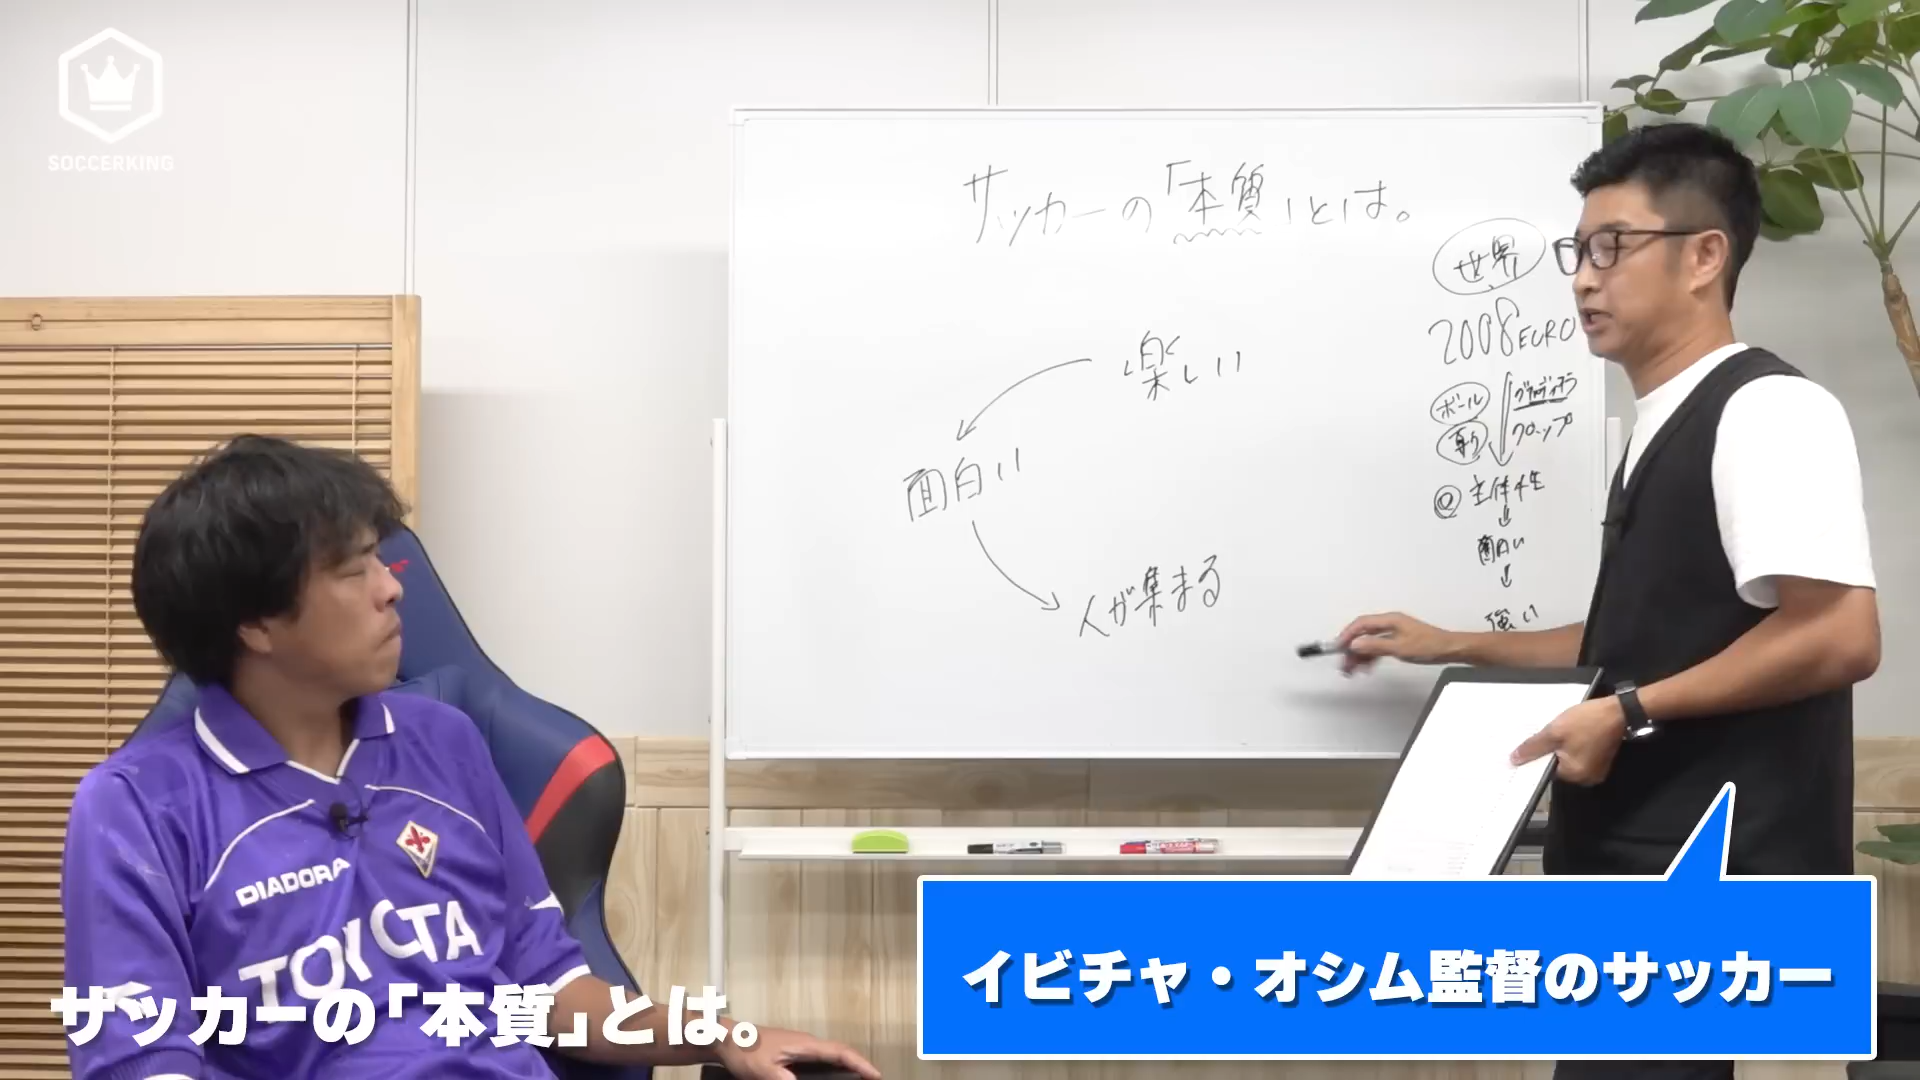 SOCCERKING
サッカーの「本質」とは。
世界
2008 EURO
楽しい
ボール
グアルディオラ
クロップ
面白い
主体性
面白い
人が集まる
強い
DIADORA
TOYOTA
サッカーの「本質」とは。
イビチャ・オシム監督のサッカー